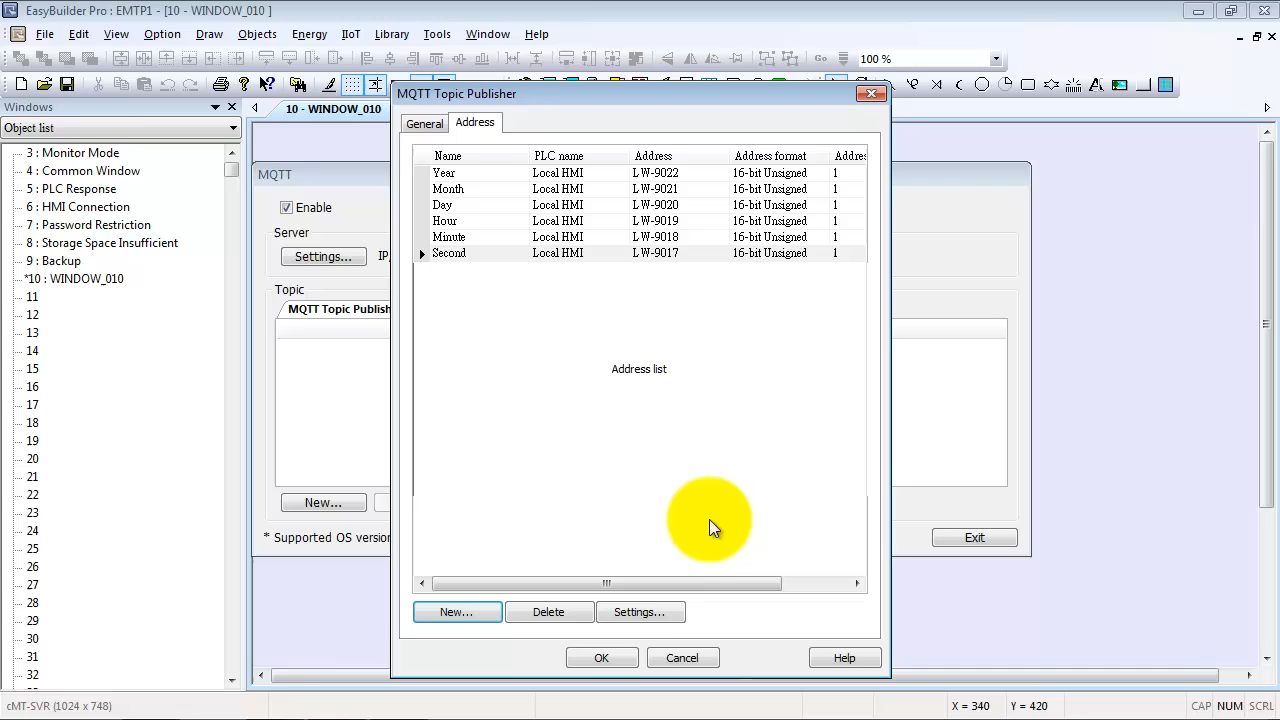 EasyBuilder Pro : EMTP1 - [10 - WINDOW_010 ]
File Edit View Option Draw Objects Energy IIoT Library Tools Window Help
Go 100 %
Windows
10 - WINDOW_010
Object list
3 : Monitor Mode
4 : Common Window
5 : PLC Response
6 : HMI Connection
7 : Password Restriction
8 : Storage Space Insufficient
9 : Backup
*10 : WINDOW_010
11
12
13
14
15
16
17
18
19
20
21
22
23
24
25
26
27
28
29
30
31
32
MQTT
Enable
Server
Settings... IP,
Topic
MQTT Topic Publish
New...
* Supported OS version
Exit
MQTT Topic Publisher
General Address
Name PLC name Address Address format Addres
Year Local HMI LW-9022 16-bit Unsigned 1
Month Local HMI LW-9021 16-bit Unsigned 1
Day Local HMI LW-9020 16-bit Unsigned 1
Hour Local HMI LW-9019 16-bit Unsigned 1
Minute Local HMI LW-9018 16-bit Unsigned 1
Second Local HMI LW-9017 16-bit Unsigned 1
Address list
New... Delete Settings...
OK Cancel Help
cMT-SVR (1024 x 748) X = 340 Y = 420 CAP NUM SCRL